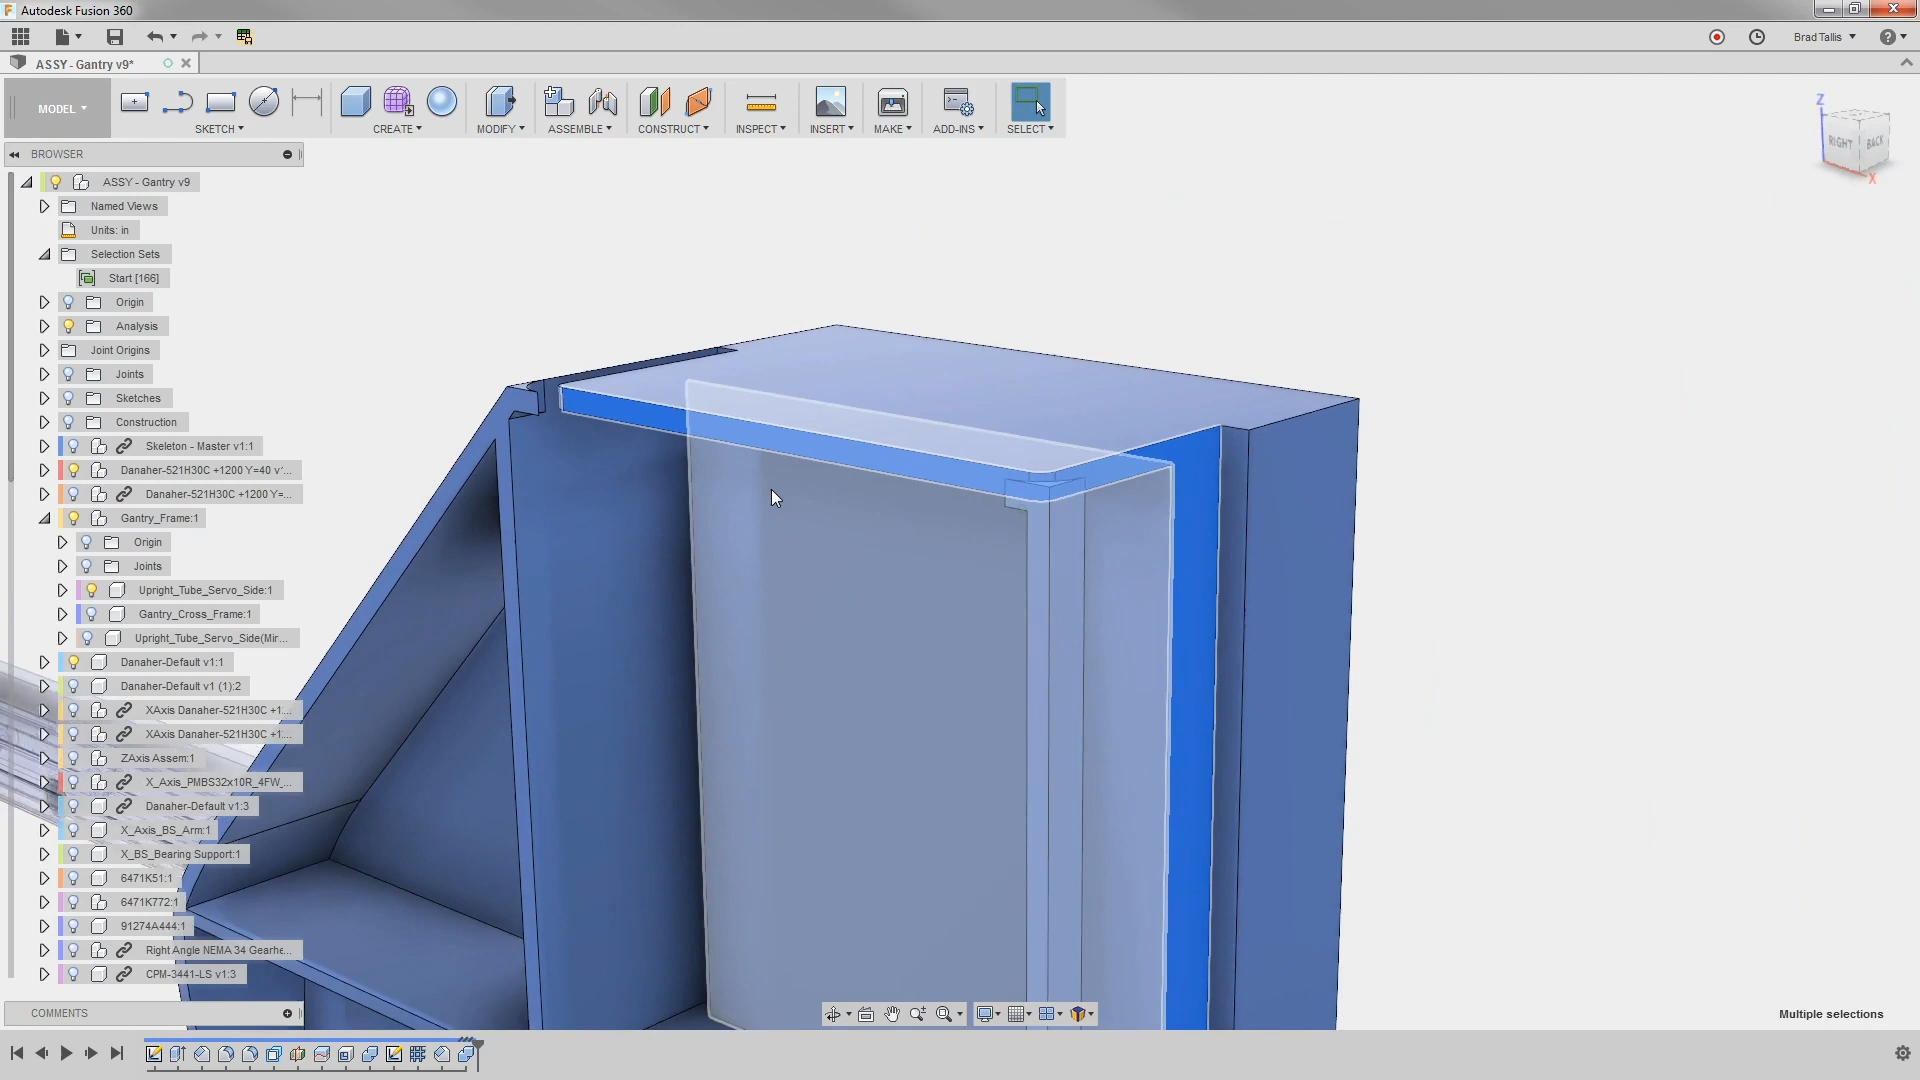 Autodesk Fusion 360
Brad Tallis
ASSY - Gantry v9*
MODEL
SKETCH
CREATE
MODIFY
ASSEMBLE
CONSTRUCT
INSPECT
INSERT
MAKE
ADD-INS
SELECT
Z
RIGHT
BACK
X
BROWSER
ASSY - Gantry v9
Named Views
Units: in
Selection Sets
Start [166]
Origin
Analysis
Joint Origins
Joints
Sketches
Construction
Skeleton - Master v1:1
Danaher-521H30C +1200 Y=40 v'...
Danaher-521H30C +1200 Y=...
Gantry_Frame:1
Origin
Joints
Upright_Tube_Servo_Side:1
Gantry_Cross_Frame:1
Upright_Tube_Servo_Side(Mir...
Danaher-Default v1:1
Danaher-Default v1 (1):2
XAxis Danaher-521H30C +1:...
XAxis Danaher-521H30C +1:...
ZAxis Assem:1
X_Axis_PMBS32x10R_4FW_...
Danaher-Default v1:3
X_Axis_BS_Arm:1
X_BS_Bearing Support:1
6471K51:1
6471K772:1
91274A444:1
Right Angle NEMA 34 Gearhe...
CPM-3441-LS v1:3
COMMENTS
Multiple selections